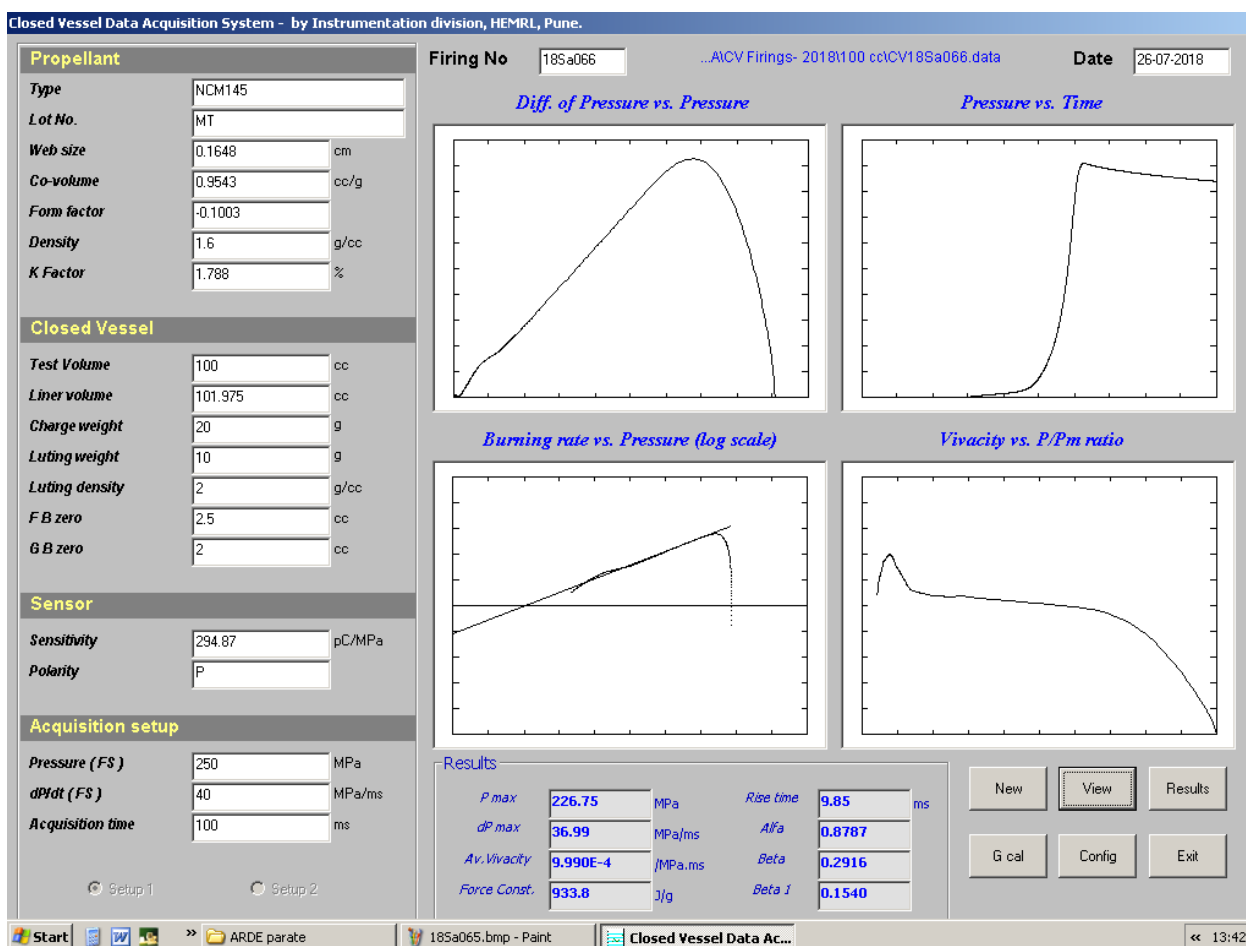 Closed Vessel Data Acquisition System - by Instrumentation division, HEMRL, Pune.
Propellant
Type NCM145
Lot No. MT
Web size 0.1648 cm
Co-volume 0.9543 cc/g
Form factor -0.1003
Density 1.6 g/cc
K Factor 1.788 %
Closed Vessel
Test Volume 100 cc
Liner volume 101.975 cc
Charge weight 20 g
Luting weight 10 g
Luting density 2 g/cc
F B zero 2.5 cc
G B zero 2 cc
Sensor
Sensitivity 294.87 pC/MPa
Polarity P
Acquisition setup
Pressure ( FS ) 250 MPa
dP/dt ( FS ) 40 MPa/ms
Acquisition time 100 ms
Setup 1 Setup 2
Firing No 18Sa066 ...A\CV Firings- 2018\100 cc\CV18Sa066.data Date 26-07-2018
Diff. of Pressure vs. Pressure
Pressure vs. Time
Burning rate vs. Pressure (log scale)
Vivacity vs. P/Pm ratio
Results
P max 226.75 MPa Rise time 9.85 ms
dP max 36.99 MPa/ms Alfa 0.8787
Av. Vivacity 9.990E-4 /MPa.ms Beta 0.2916
Force Const. 933.8 J/g Beta 1 0.1540
New View Results
G cal Config Exit
Start » ARDE parate 18Sa065.bmp - Paint Closed Vessel Data Ac... « 13:42